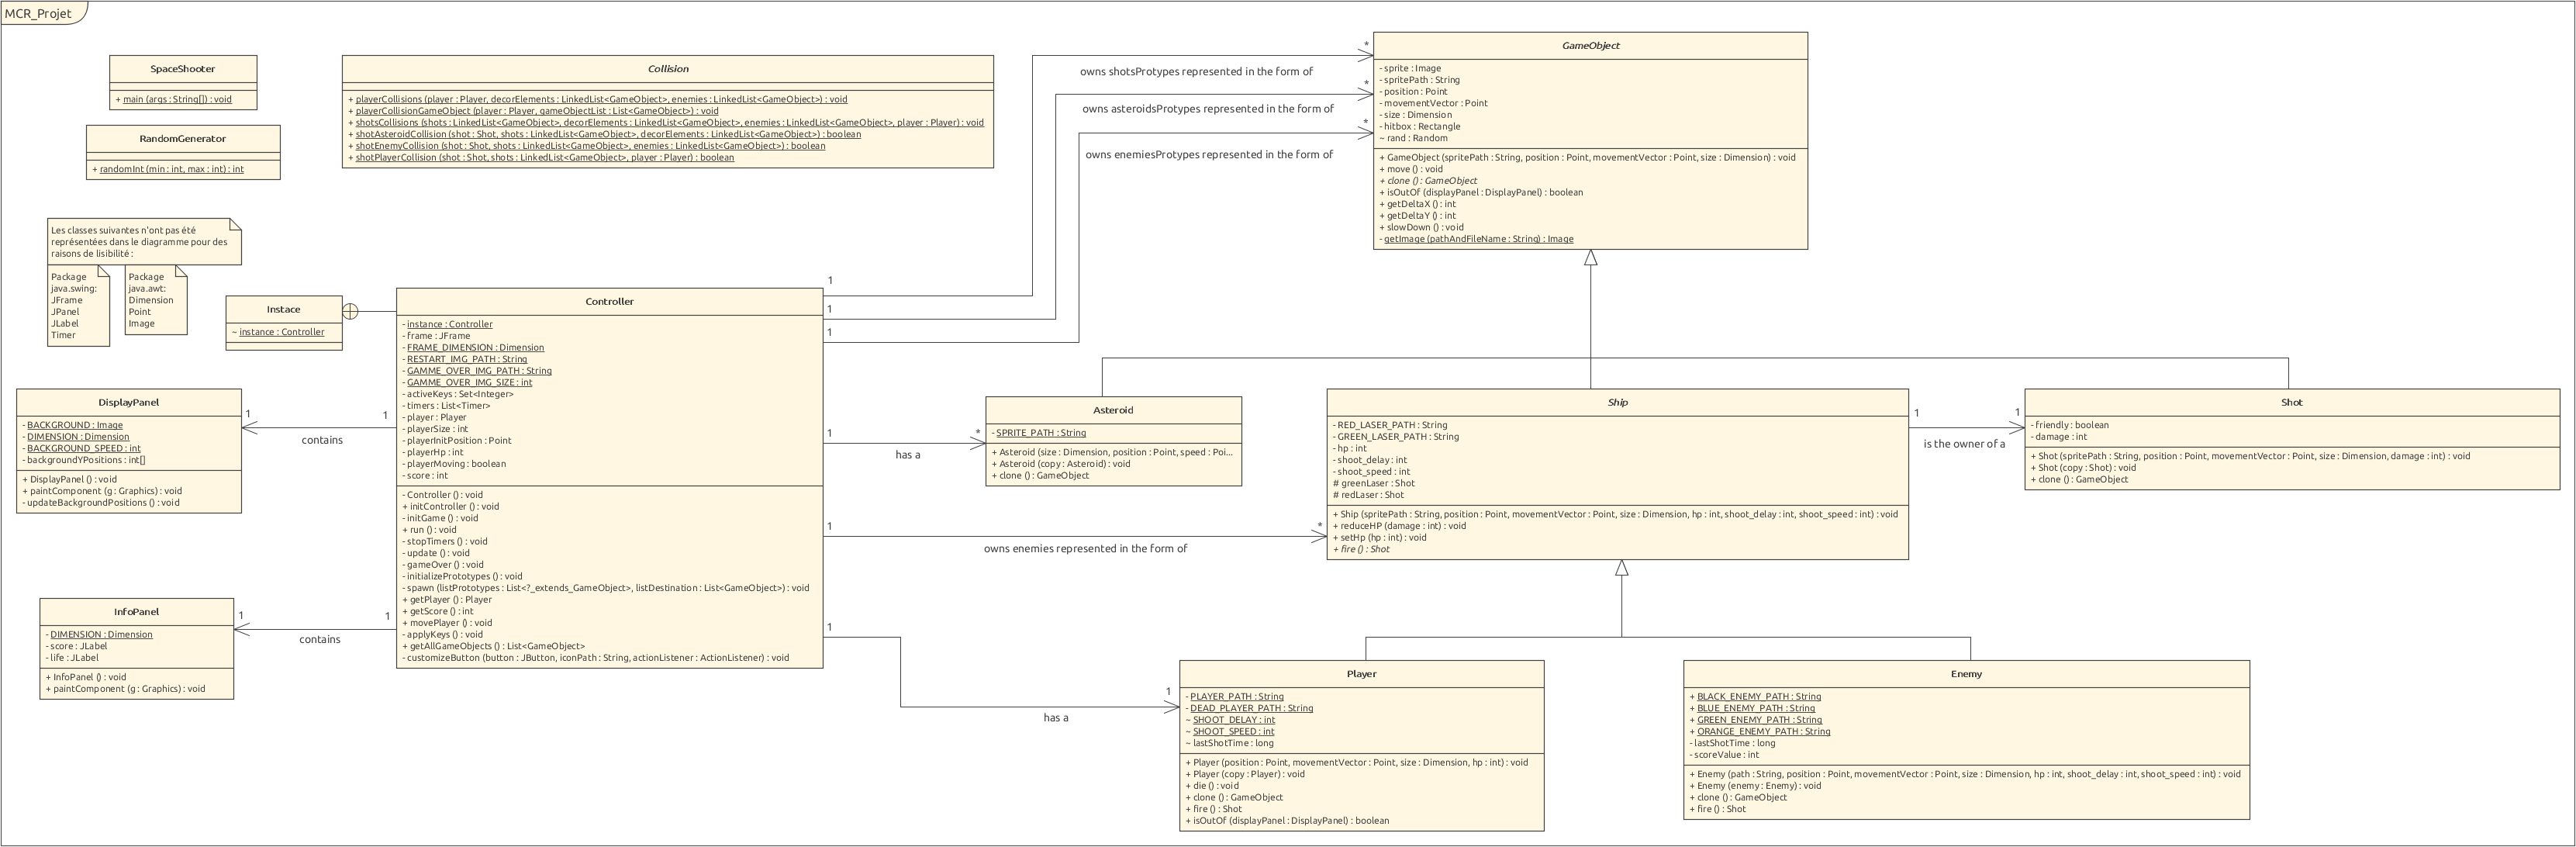 MCR_Projet
SpaceShooter
+ main (args : String[]) : void
RandomGenerator
+ randomInt (min : int, max : int) : int
Collision
+ playerCollisions (player : Player, decorElements : LinkedList<GameObject>, enemies : LinkedList<GameObject>) : void
+ playerCollisionGameObject (player : Player, gameObjectList : List<GameObject>) : void
+ shotsCollisions (shots : LinkedList<GameObject>, decorElements : LinkedList<GameObject>, enemies : LinkedList<GameObject>, player : Player) : void
+ shotAsteroidCollision (shot : Shot, shots : LinkedList<GameObject>, decorElements : LinkedList<GameObject>) : boolean
+ shotEnemyCollision (shot : Shot, shots : LinkedList<GameObject>, enemies : LinkedList<GameObject>) : boolean
+ shotPlayerCollision (shot : Shot, shots : LinkedList<GameObject>, player : Player) : boolean
GameObject
- sprite : Image
- spritePath : String
- position : Point
- movementVector : Point
- size : Dimension
- hitbox : Rectangle
~ rand : Random
+ GameObject (spritePath : String, position : Point, movementVector : Point, size : Dimension) : void
+ move () : void
+ clone () : GameObject
+ isOutOf (displayPanel : DisplayPanel) : boolean
+ getDeltaX () : int
+ getDeltaY () : int
+ slowDown () : void
- getImage (pathAndFileName : String) : Image
*
owns shotsProtypes represented in the form of
*
owns asteroidsProtypes represented in the form of
*
owns enemiesProtypes represented in the form of
1
1
1
Les classes suivantes n'ont pas été
représentées dans le diagramme pour des
raisons de lisibilité :
Package
java.swing:
JFrame
JPanel
JLabel
Timer
Package
java.awt:
Dimension
Point
Image
Instace
~ instance : Controller
Controller
- instance : Controller
- frame : JFrame
- FRAME_DIMENSION : Dimension
- RESTART_IMG_PATH : String
- GAMME_OVER_IMG_PATH : String
- GAMME_OVER_IMG_SIZE : int
- activeKeys : Set<Integer>
- timers : List<Timer>
- player : Player
- playerSize : int
- playerInitPosition : Point
- playerHp : int
- playerMoving : boolean
- score : int
- Controller () : void
+ initController () : void
- initGame () : void
+ run () : void
- stopTimers () : void
- update () : void
- gameOver () : void
- initializePrototypes () : void
- spawn (listPrototypes : List<?_extends_GameObject>, listDestination : List<GameObject>) : void
+ getPlayer () : Player
+ getScore () : int
+ movePlayer () : void
- applyKeys () : void
+ getAllGameObjects () : List<GameObject>
- customizeButton (button : JButton, iconPath : String, actionListener : ActionListener) : void
DisplayPanel
- BACKGROUND : Image
- DIMENSION : Dimension
- BACKGROUND_SPEED : int
- backgroundYPositions : int[]
+ DisplayPanel () : void
+ paintComponent (g : Graphics) : void
- updateBackgroundPositions () : void
1
1
contains
InfoPanel
- DIMENSION : Dimension
- score : JLabel
- life : JLabel
+ InfoPanel () : void
+ paintComponent (g : Graphics) : void
1
1
contains
1
*
has a
Asteroid
- SPRITE_PATH : String
+ Asteroid (size : Dimension, position : Point, speed : Poi...
+ Asteroid (copy : Asteroid) : void
+ clone () : GameObject
1
*
owns enemies represented in the form of
Ship
- RED_LASER_PATH : String
- GREEN_LASER_PATH : String
- hp : int
- shoot_delay : int
- shoot_speed : int
# greenLaser : Shot
# redLaser : Shot
+ Ship (spritePath : String, position : Point, movementVector : Point, size : Dimension, hp : int, shoot_delay : int, shoot_speed : int) : void
+ reduceHP (damage : int) : void
+ setHp (hp : int) : void
+ fire () : Shot
1
1
is the owner of a
Shot
- friendly : boolean
- damage : int
+ Shot (spritePath : String, position : Point, movementVector : Point, size : Dimension, damage : int) : void
+ Shot (copy : Shot) : void
+ clone () : GameObject
1
1
has a
Player
- PLAYER_PATH : String
- DEAD_PLAYER_PATH : String
~ SHOOT_DELAY : int
~ SHOOT_SPEED : int
~ lastShotTime : long
+ Player (position : Point, movementVector : Point, size : Dimension, hp : int) : void
+ Player (copy : Player) : void
+ die () : void
+ clone () : GameObject
+ fire () : Shot
+ isOutOf (displayPanel : DisplayPanel) : boolean
Enemy
+ BLACK_ENEMY_PATH : String
+ BLUE_ENEMY_PATH : String
+ GREEN_ENEMY_PATH : String
+ ORANGE_ENEMY_PATH : String
- lastShotTime : long
- scoreValue : int
+ Enemy (path : String, position : Point, movementVector : Point, size : Dimension, hp : int, shoot_delay : int, shoot_speed : int) : void
+ Enemy (enemy : Enemy) : void
+ clone () : GameObject
+ fire () : Shot